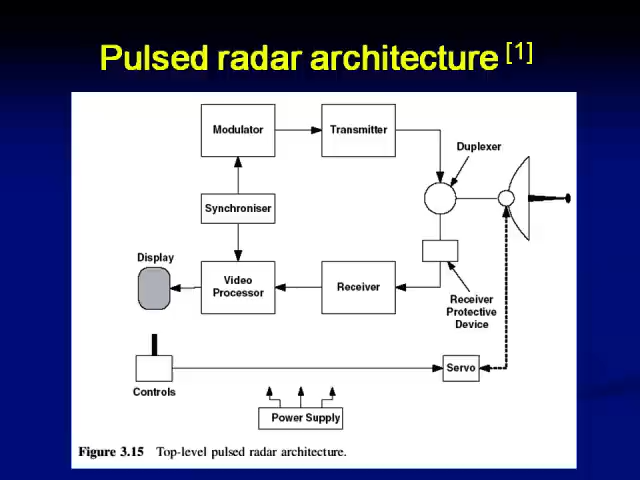 Pulsed radar architecture [1]
Modulator
Transmitter
Duplexer
Synchroniser
Display
Video
Processor
Receiver
Receiver
Protective
Device
Servo
Controls
Power Supply
Figure 3.15 Top-level pulsed radar architecture.